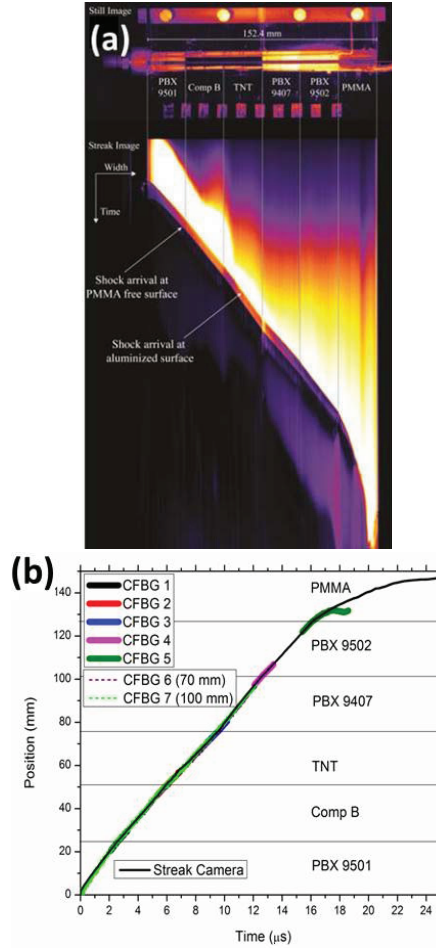 Still Image
(a)
152.4 mm
PBX
9501
Comp B
TNT
PBX
9407
PBX
9502
PMMA
Streak Image
Width
Time
Shock arrival at
PMMA free surface
Shock arrival at
aluminized surface
(b)
CFBG 1
CFBG 2
CFBG 3
CFBG 4
CFBG 5
CFBG 6 (70 mm)
CFBG 7 (100 mm)
PMMA
PBX 9502
PBX 9407
TNT
Comp B
PBX 9501
Streak Camera
Position (mm)
140
120
100
80
60
40
20
0
0 2 4 6 8 10 12 14 16 18 20 22 24
Time (μs)